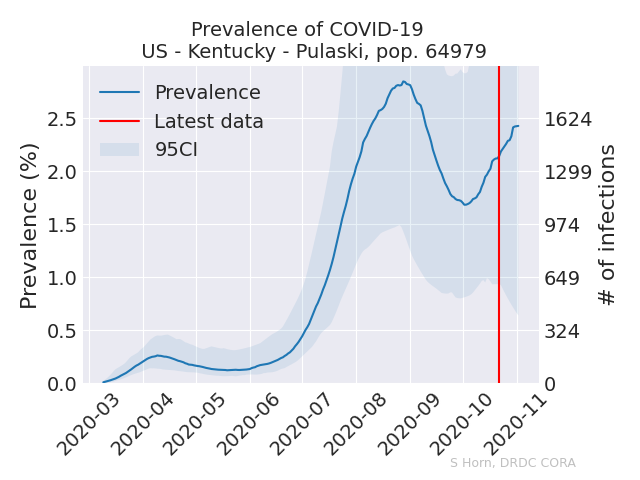 Prevalence of COVID-19
US - Kentucky - Pulaski, pop. 64979
Prevalence
Latest data
95CI
Prevalence (%)
2.5
2.0
1.5
1.0
0.5
0.0
1624
1299
974
649
324
0
# of infections
2020-03
2020-04
2020-05
2020-06
2020-07
2020-08
2020-09
2020-10
2020-11
S Horn, DRDC CORA